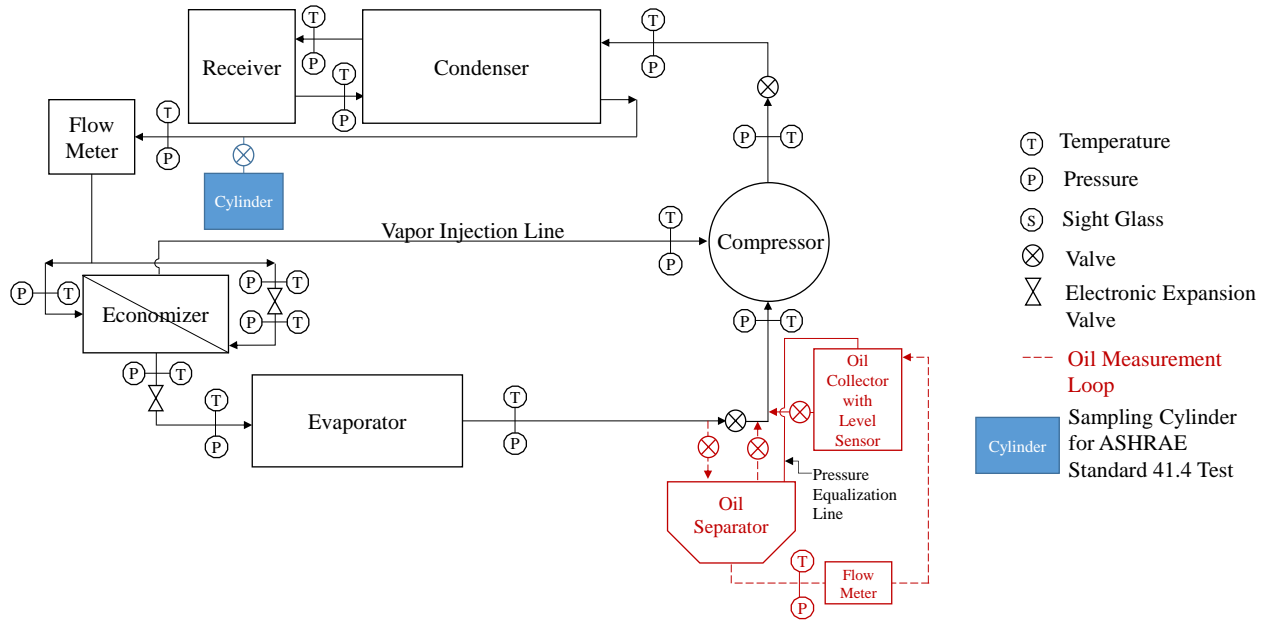 T
P
Receiver
T
P
Condenser
T
P
Flow
Meter
T
P
Cylinder
P
T
Vapor Injection Line
T
P
Compressor
P
T
Economizer
P
T
P
T
P
T
P
T
T
P
Evaporator
T
P
Oil
Collector
with
Level
Sensor
Pressure
Equalization
Line
Oil
Separator
T
P
Flow
Meter
T
Temperature
P
Pressure
S
Sight Glass
Valve
Electronic Expansion
Valve
Oil Measurement
Loop
Cylinder
Sampling Cylinder
for ASHRAE
Standard 41.4 Test